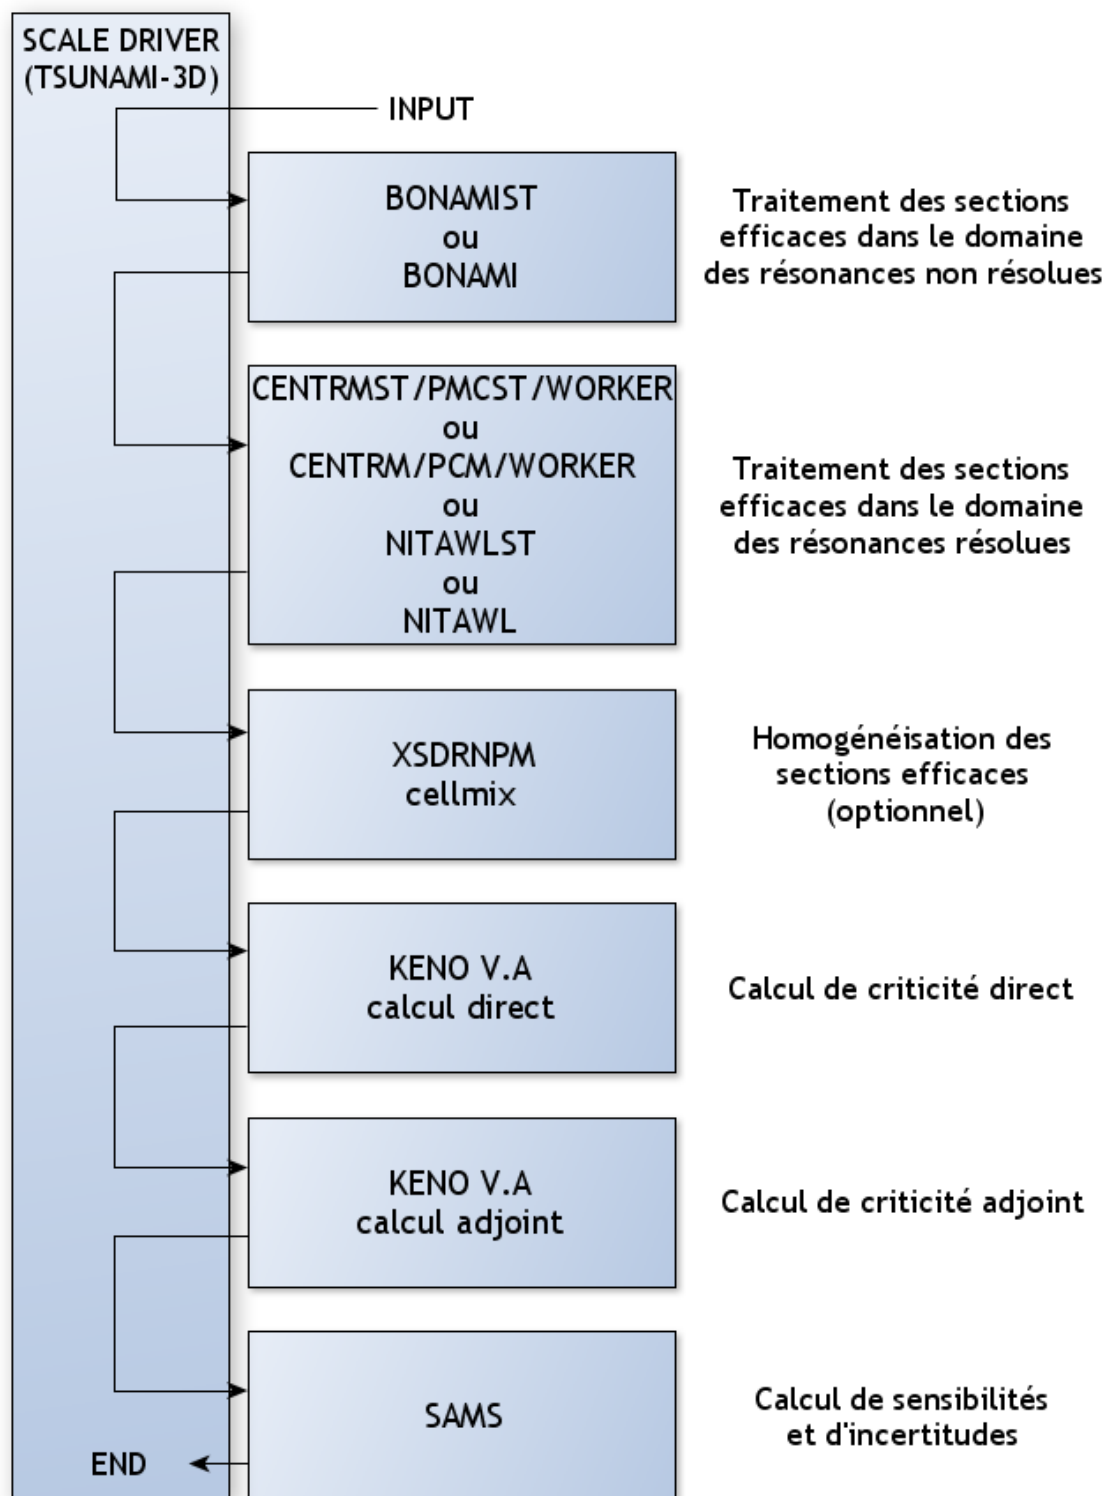 SCALE DRIVER
(TSUNAMI-3D)
INPUT
BONAMIST
ou
BONAMI
Traitement des sections
efficaces dans le domaine
des résonances non résolues
CENTRMST/PMCST/WORKER
ou
CENTRM/PCM/WORKER
ou
NITAWLST
ou
NITAWL
Traitement des sections
efficaces dans le domaine
des résonances résolues
XSDRNPM
cellmix
Homogénéisation des
sections efficaces
(optionnel)
KENO V.A
calcul direct
Calcul de criticité direct
KENO V.A
calcul adjoint
Calcul de criticité adjoint
SAMS
Calcul de sensibilités
et d'incertitudes
END